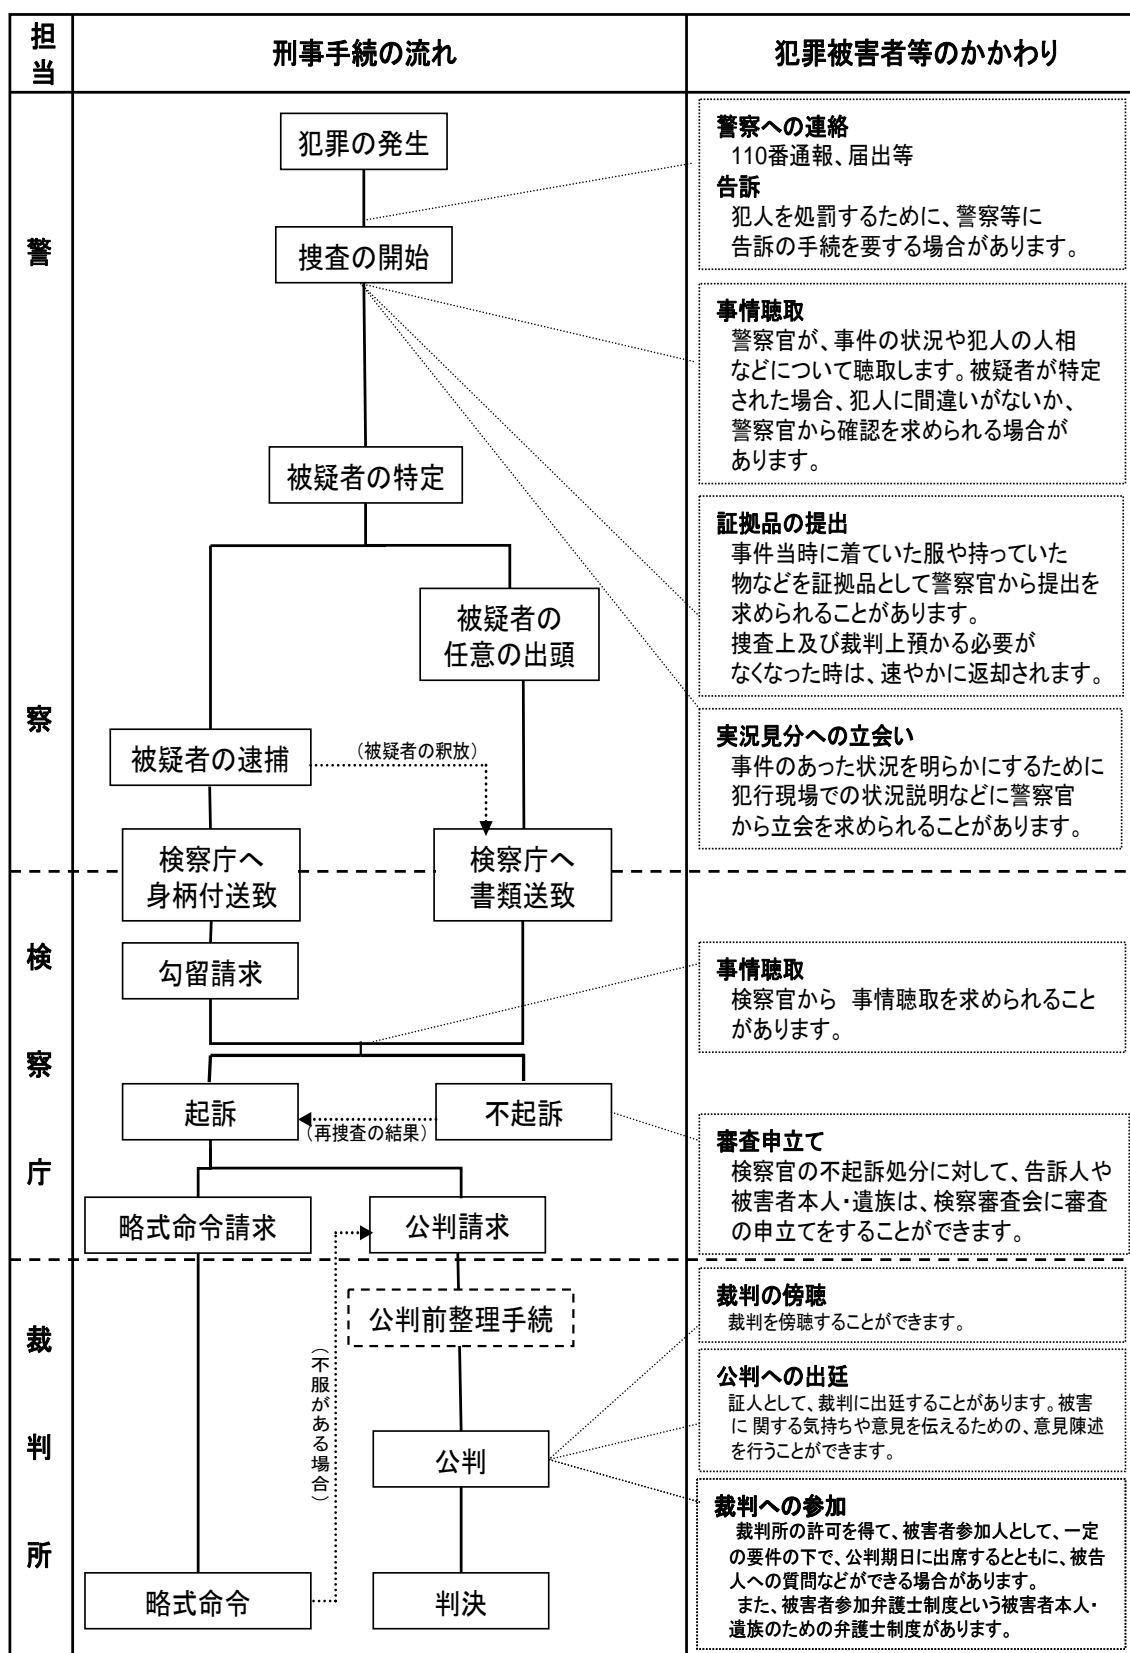 担当
刑事手続の流れ
犯罪被害者等のかかわり
警察
検察庁
裁判所
犯罪の発生
捜査の開始
被疑者の特定
被疑者の
任意の出頭
被疑者の逮捕
(被疑者の釈放)
検察庁へ
身柄付送致
検察庁へ
書類送致
勾留請求
起訴
不起訴
(再捜査の結果)
略式命令請求
公判請求
公判前整理手続
(不服がある場合)
公判
略式命令
判決
警察への連絡
110番通報、届出等
告訴
犯人を処罰するために、警察等に
告訴の手続を要する場合があります。
事情聴取
警察官が、事件の状況や犯人の人相
などについて聴取します。被疑者が特定
された場合、犯人に間違いがないか、
警察官から確認を求められる場合が
あります。
証拠品の提出
事件当時に着ていた服や持っていた
物などを証拠品として警察官から提出を
求められることがあります。
捜査上及び裁判上預かる必要が
なくなった時は、速やかに返却されます。
実況見分への立会い
事件のあった状況を明らかにするために
犯行現場での状況説明などに警察官
から立会を求められることがあります。
事情聴取
検察官から 事情聴取を求められること
があります。
審査申立て
検察官の不起訴処分に対して、告訴人や
被害者本人・遺族は、検察審査会に審査
の申立てをすることができます。
裁判の傍聴
裁判を傍聴することができます。
公判への出廷
証人として、裁判に出廷することがあります。被害
に 関する気持ちや意見を伝えるための、意見陳述
を行うことができます。
裁判への参加
裁判所の許可を得て、被害者参加人として、一定
の要件の下で、公判期日に出席するとともに、被告
人への質問などができる場合があります。
また、被害者参加弁護士制度という被害者本人・
遺族のための弁護士制度があります。